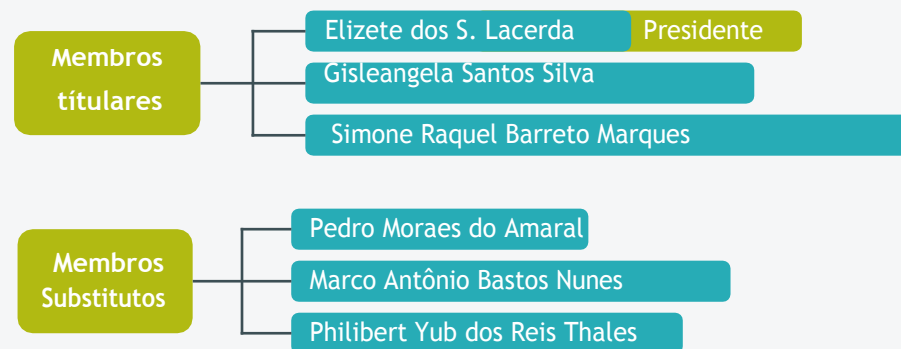 Membros
títulares
Elizete dos S. Lacerda Presidente
Gisleangela Santos Silva
Simone Raquel Barreto Marques
Membros
Substitutos
Pedro Moraes do Amaral
Marco Antônio Bastos Nunes
Philibert Yub dos Reis Thales